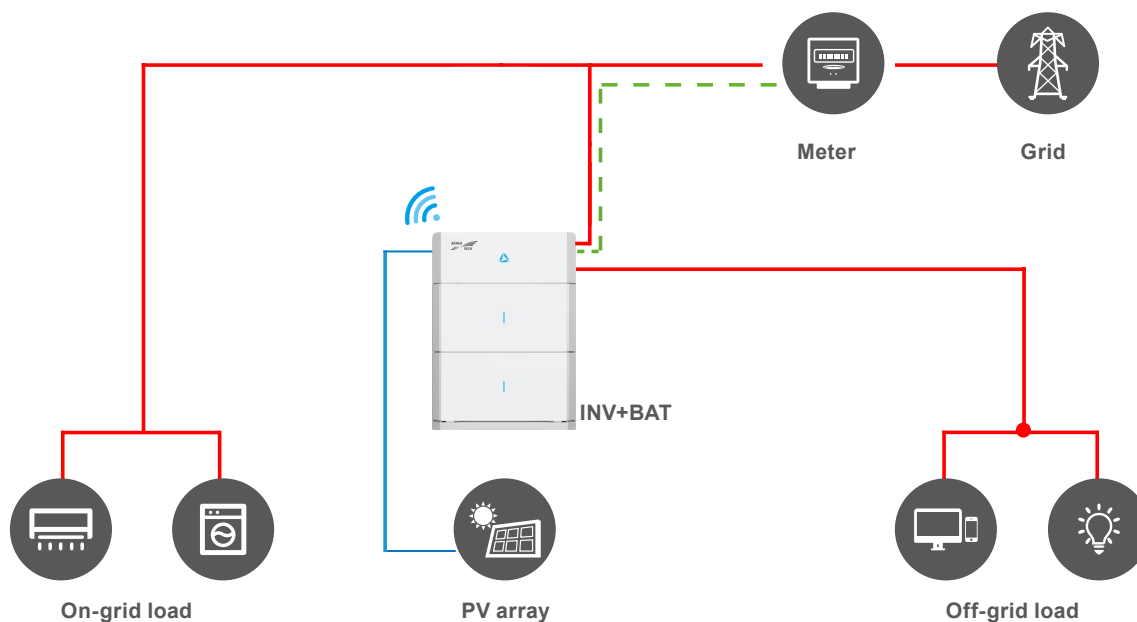 Meter
Grid
INV+BAT
On-grid load
PV array
Off-grid load